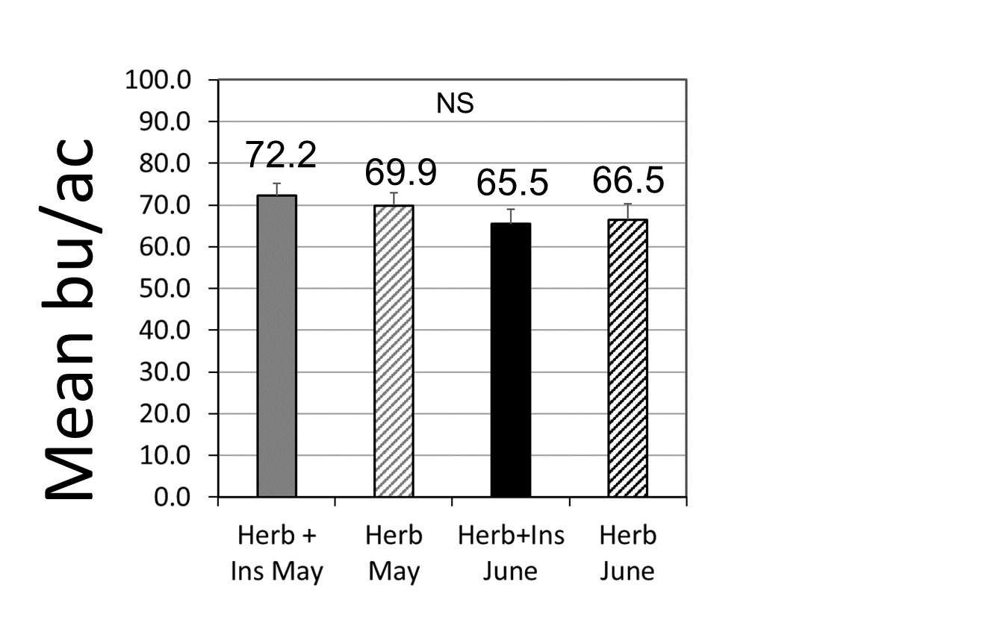 Mean bu/ac
100.0
90.0
80.0
70.0
60.0
50.0
40.0
30.0
20.0
10.0
0.0
NS
72.2
69.9
65.5
66.5
Herb +
Ins May
Herb
May
Herb+Ins
June
Herb
June